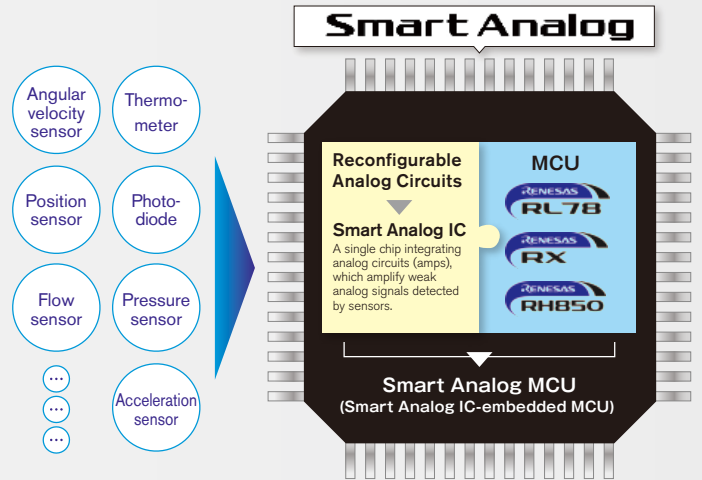 Smart Analog
Angular
velocity
sensor
Thermo-
meter
Position
sensor
Photo-
diode
Flow
sensor
Pressure
sensor
...
...
...
Acceleration
sensor
Reconfigurable
Analog Circuits
Smart Analog IC
A single chip integrating
analog circuits (amps),
which amplify weak
analog signals detected
by sensors.
MCU
RENESAS
RL78
RENESAS
RX
RENESAS
RH850
Smart Analog MCU
(Smart Analog IC-embedded MCU)